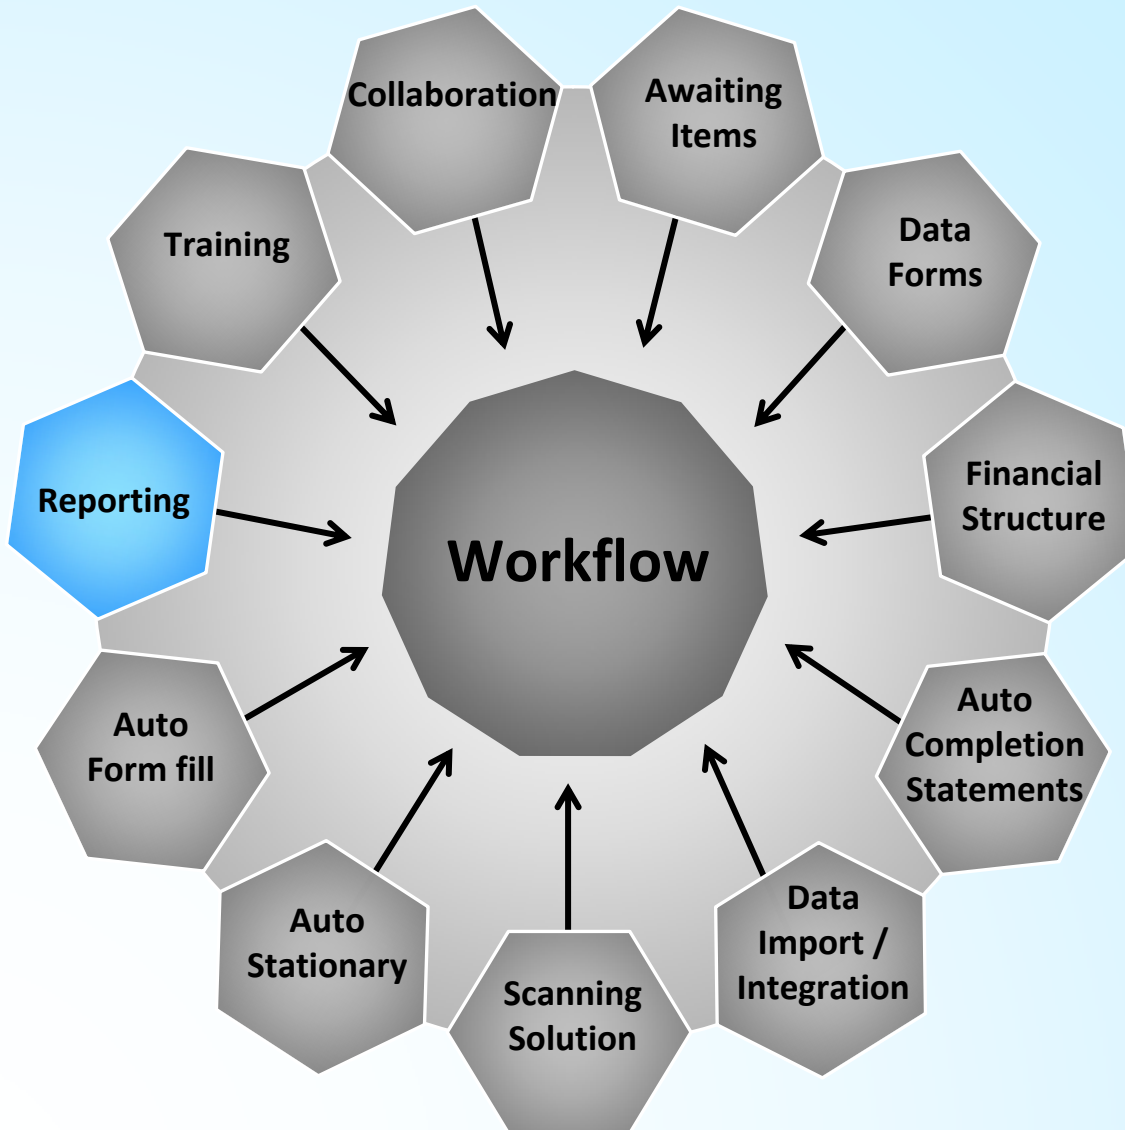 Collaboration
Awaiting
Items
Training
Data
Forms
Reporting
Workflow
Financial
Structure
Auto
Form fill
Auto
Completion
Statements
Auto
Stationary
Scanning
Solution
Data
Import /
Integration